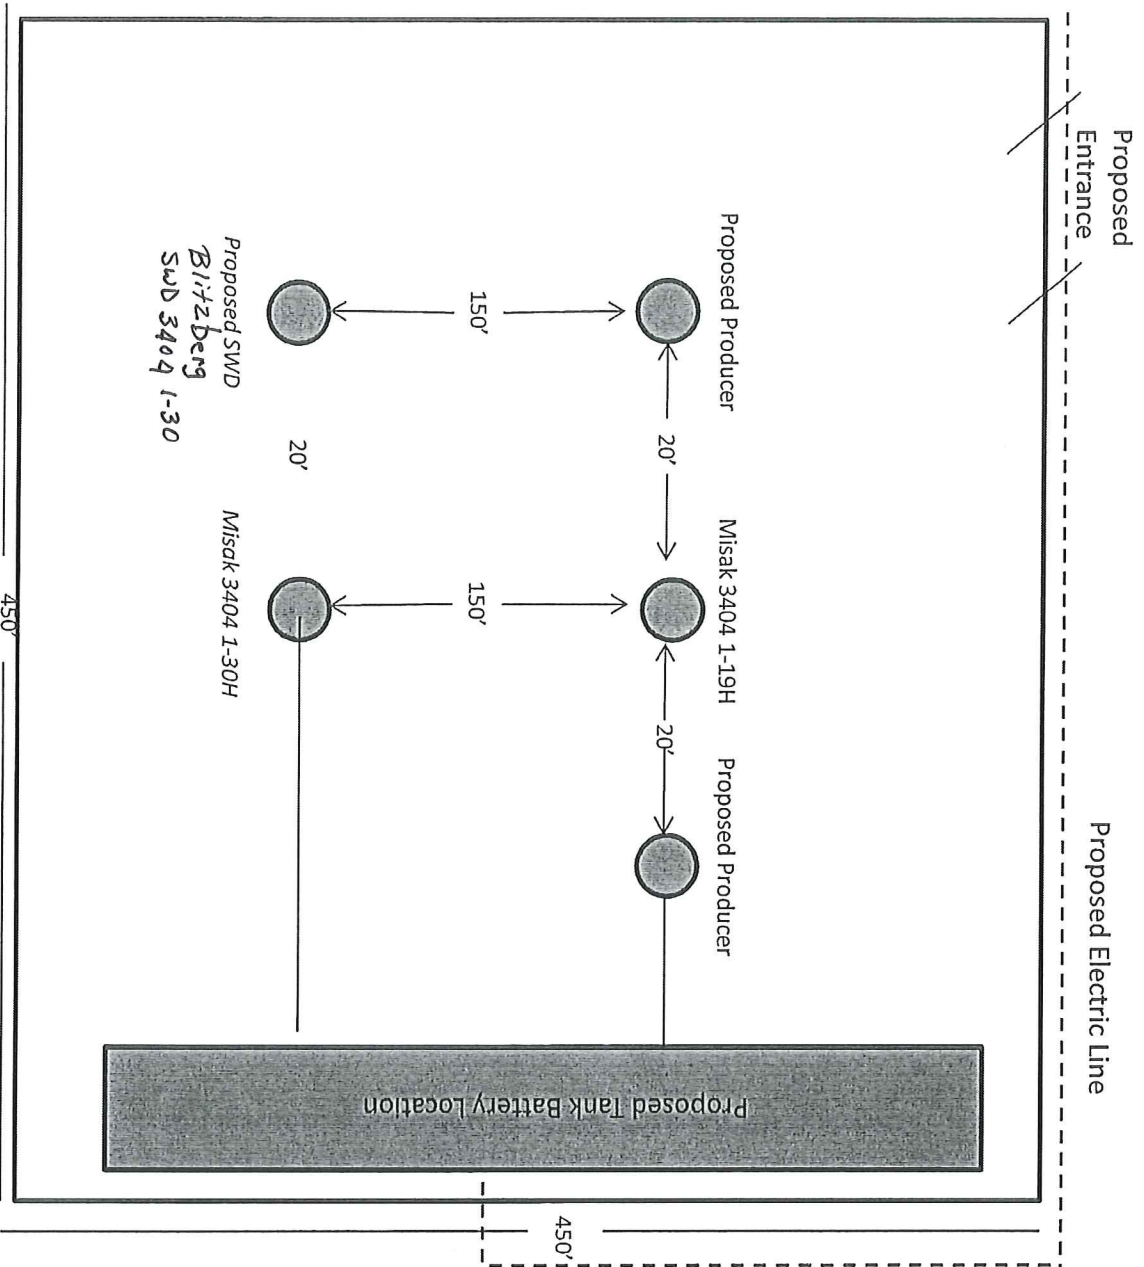 Proposed
Entrance
Proposed Electric Line
Proposed Producer
Misak 3404 1-19H
Proposed Producer
20'
20'
150'
150'
20'
Proposed SWD
Blitzberg
SWD 3404 1-30
Misak 3404 1-30H
Proposed Tank Battery Location
450'
450'